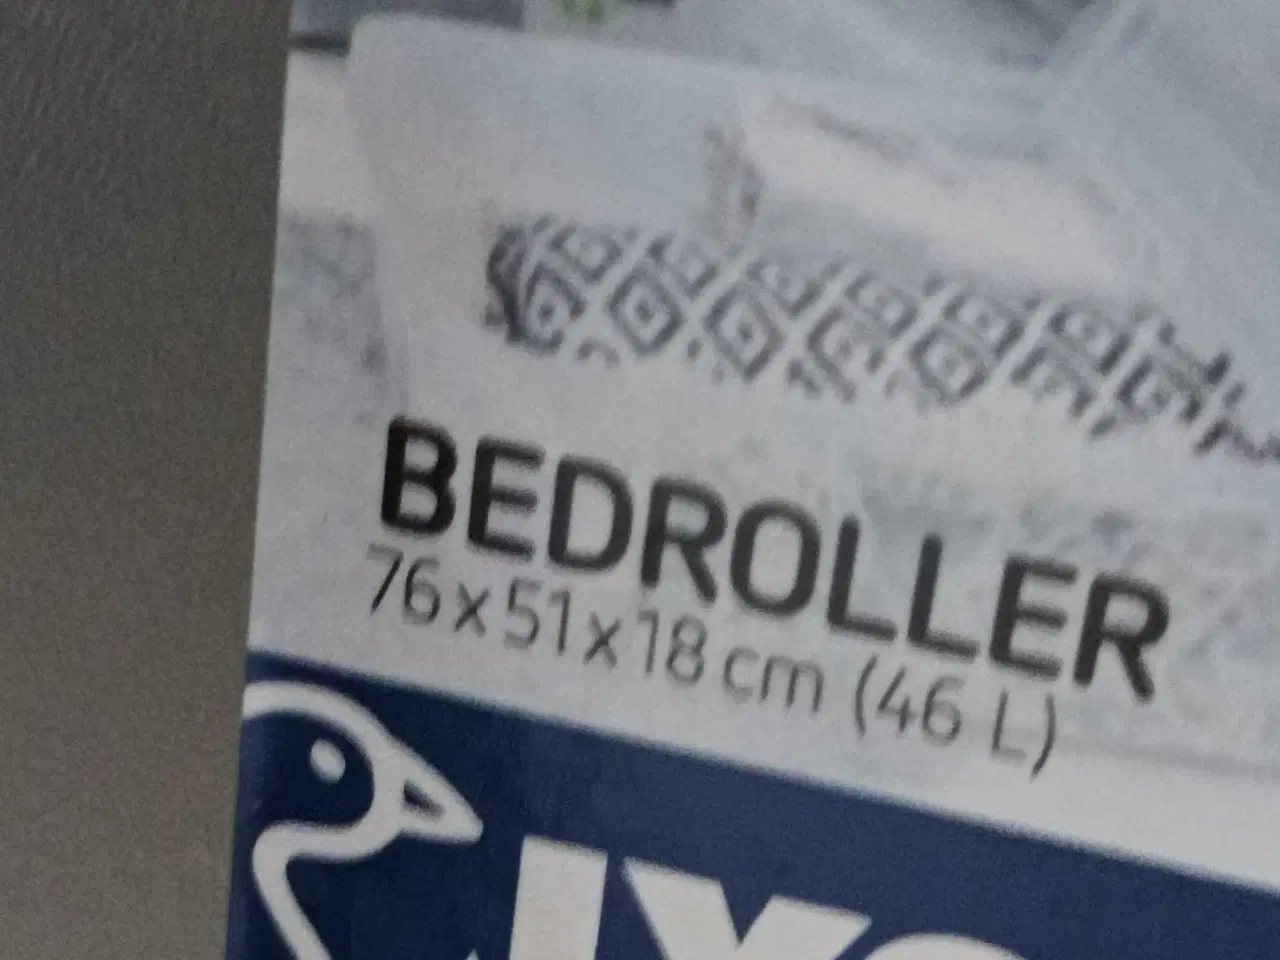 BEDROLLER
76x51x18 cm (46 L)